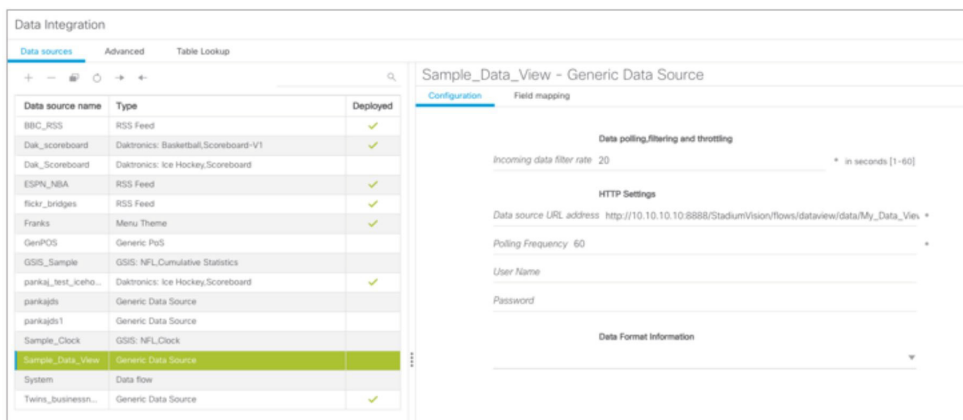 Data Integration
Data sources Advanced Table Lookup
Data source name Type Deployed
BBC_RSS RSS Feed
Dak_scoreboard Daktronics: Basketball,Scoreboard-V1
Dak_Scoreboard Daktronics: Ice Hockey,Scoreboard
ESPN_NBA RSS Feed
flickr_bridges RSS Feed
Franks Menu Theme
GenPOS Generic PoS
GSIS_Sample GSIS: NFL,Cumulative Statistics
pankaj_test_iceho... Daktronics: Ice Hockey,Scoreboard
pankajds Generic Data Source
pankajds1 Generic Data Source
Sample_Clock GSIS: NFL,Clock
Sample_Data_View Generic Data Source
System Data flow
Twins_businessn... Generic Data Source
Sample_Data_View - Generic Data Source
Configuration Field mapping
Data polling,filtering and throttling
Incoming data filter rate 20 * in seconds [1-60]
HTTP Settings
Data source URL address http://10.10.10.10:8888/StadiumVision/flows/dataview/data/My_Data_View *
Polling Frequency 60 *
User Name
Password
Data Format Information